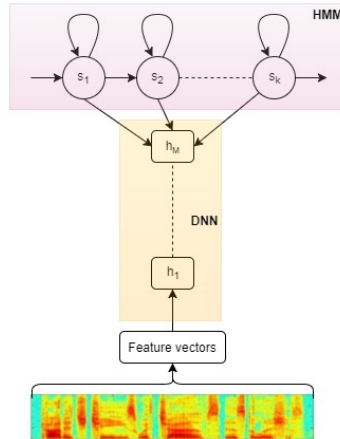 HMM
s1 s2 sk
hM
DNN
h1
Feature vectors